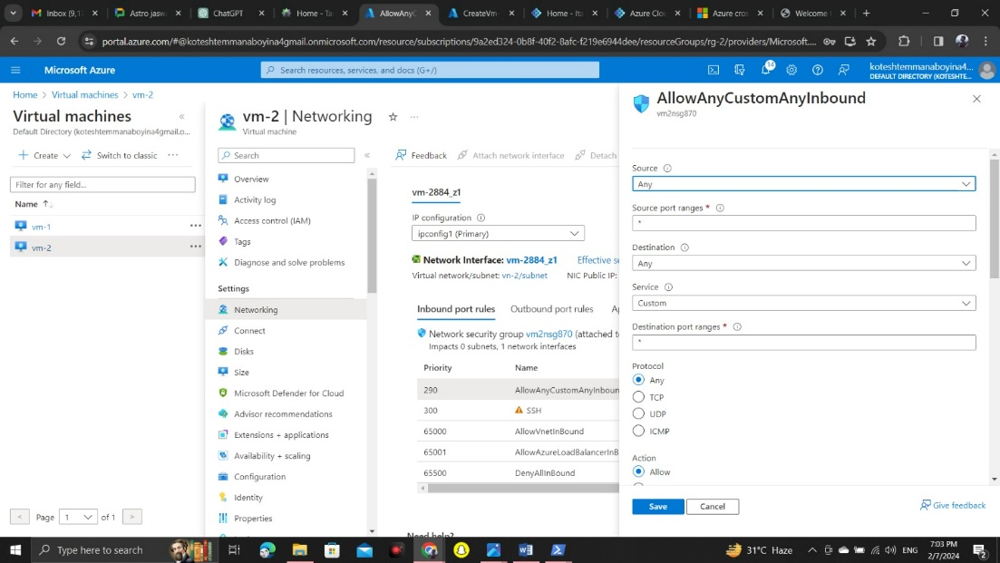 Inbox (9,1
Astro jasw
ChatGPT
Home - Ta
AllowAnyC
CreateVm-
Home - Ita
Azure Clo
Azure cros
Welcome t
portal.azure.com/#@koteshtemmanaboyina4gmail.onmicrosoft.com/resource/subscriptions/9a2ed324-0b8f-40f2-8afc-f219e6944dee/resourceGroups/rg-2/providers/Microsoft....
Microsoft Azure
Search resources, services, and docs (G+/)
14
koteshtemmanaboyina4...
DEFAULT DIRECTORY (KOTESHTE...
Home > Virtual machines > vm-2
Virtual machines
Default Directory (koteshtemmanaboyina4gmail.o...
Create
Switch to classic
Filter for any field...
Name
vm-1
vm-2
Page 1 of 1
vm-2 | Networking
Virtual machine
Search
Overview
Activity log
Access control (IAM)
Tags
Diagnose and solve problems
Settings
Networking
Connect
Disks
Size
Microsoft Defender for Cloud
Advisor recommendations
Extensions + applications
Availability + scaling
Configuration
Identity
Properties
Feedback
Attach network interface
Detach
vm-2884_z1
IP configuration
ipconfig1 (Primary)
Network Interface: vm-2884_z1 Effective se
Virtual network/subnet: vn-2/subnet NIC Public IP:
Inbound port rules Outbound port rules Ap
Network security group vm2nsg870 (attached t
Impacts 0 subnets, 1 network interfaces
Priority Name
290 AllowAnyCustomAnyInboun
300 SSH
65000 AllowVnetInBound
65001 AllowAzureLoadBalancerInB
65500 DenyAllInBound
Need help?
AllowAnyCustomAnyInbound
vm2nsg870
Source
Any
Source port ranges *
*
Destination
Any
Service
Custom
Destination port ranges *
*
Protocol
Any
TCP
UDP
ICMP
Action
Allow
Save
Cancel
Give feedback
Type here to search
31°C Haze
ENG
7:03 PM
2/7/2024
2